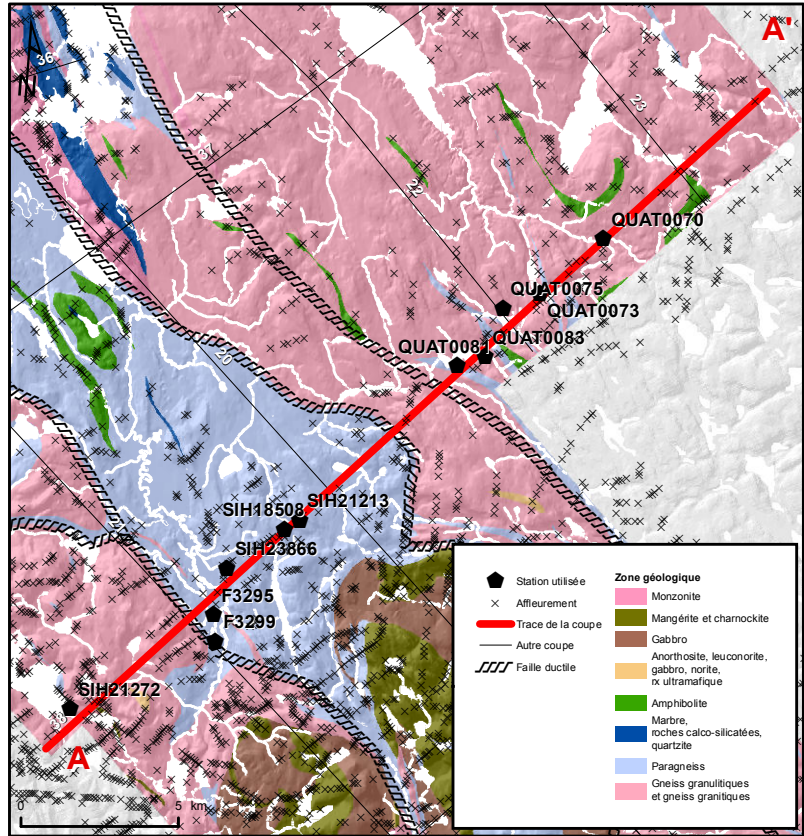 A'
36
N
37
23
22
QUAT0070
QUAT0075
QUAT0073
QUAT0083
QUAT0081
20
SIH21213
SIH18508
SIH23866
F3295
F3299
SIH21272
38
A
0 5 km
Station utilisée
Affleurement
Trace de la coupe
Autre coupe
Faille ductile
Zone géologique
Monzonite
Mangérite et charnockite
Gabbro
Anorthosite, leuconorite,
gabbro, norite,
rx ultramafique
Amphibolite
Marbre,
roches calco-silicatées,
quartzite
Paragneiss
Gneiss granulitiques
et gneiss granitiques